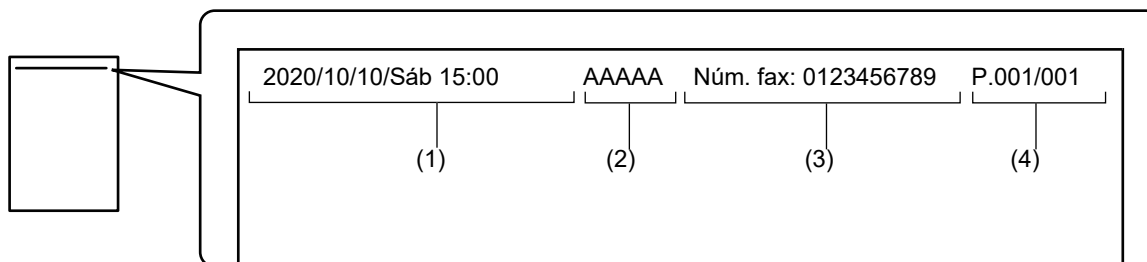 2020/10/10/Sáb 15:00 AAAAA Núm. fax: 0123456789 P.001/001
(1) (2) (3) (4)